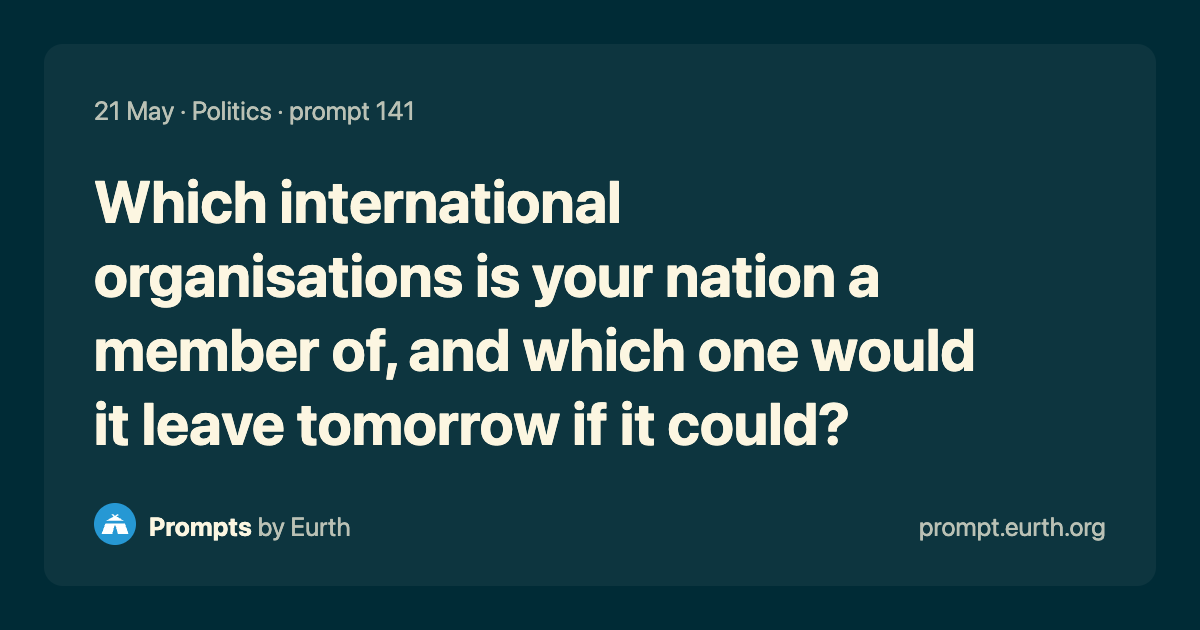 21 May · Politics · prompt 141
Which international
organisations is your nation a
member of, and which one would
it leave tomorrow if it could?
Prompts by Eurth
prompt.eurth.org